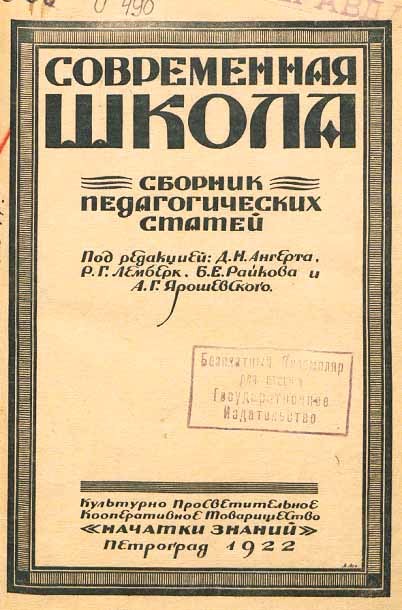 490
СОВРЕМЕННАЯ
ШКОЛА
СБОРНИК
ПЕДАГОГИЧЕСКИХ
СТАТЕЙ
Под редакцией: Д. Н. Ангерта,
Р. Г. Лемберк, Б. Е. Райкова и
А. Г. Ярошевского.
Бесплатный Экземпляр
Государственное
Издательство
Культурно Просветительное
Кооперативное Товарищество
«НАЧАТКИ ЗНАНИЙ»
Петроград 1922